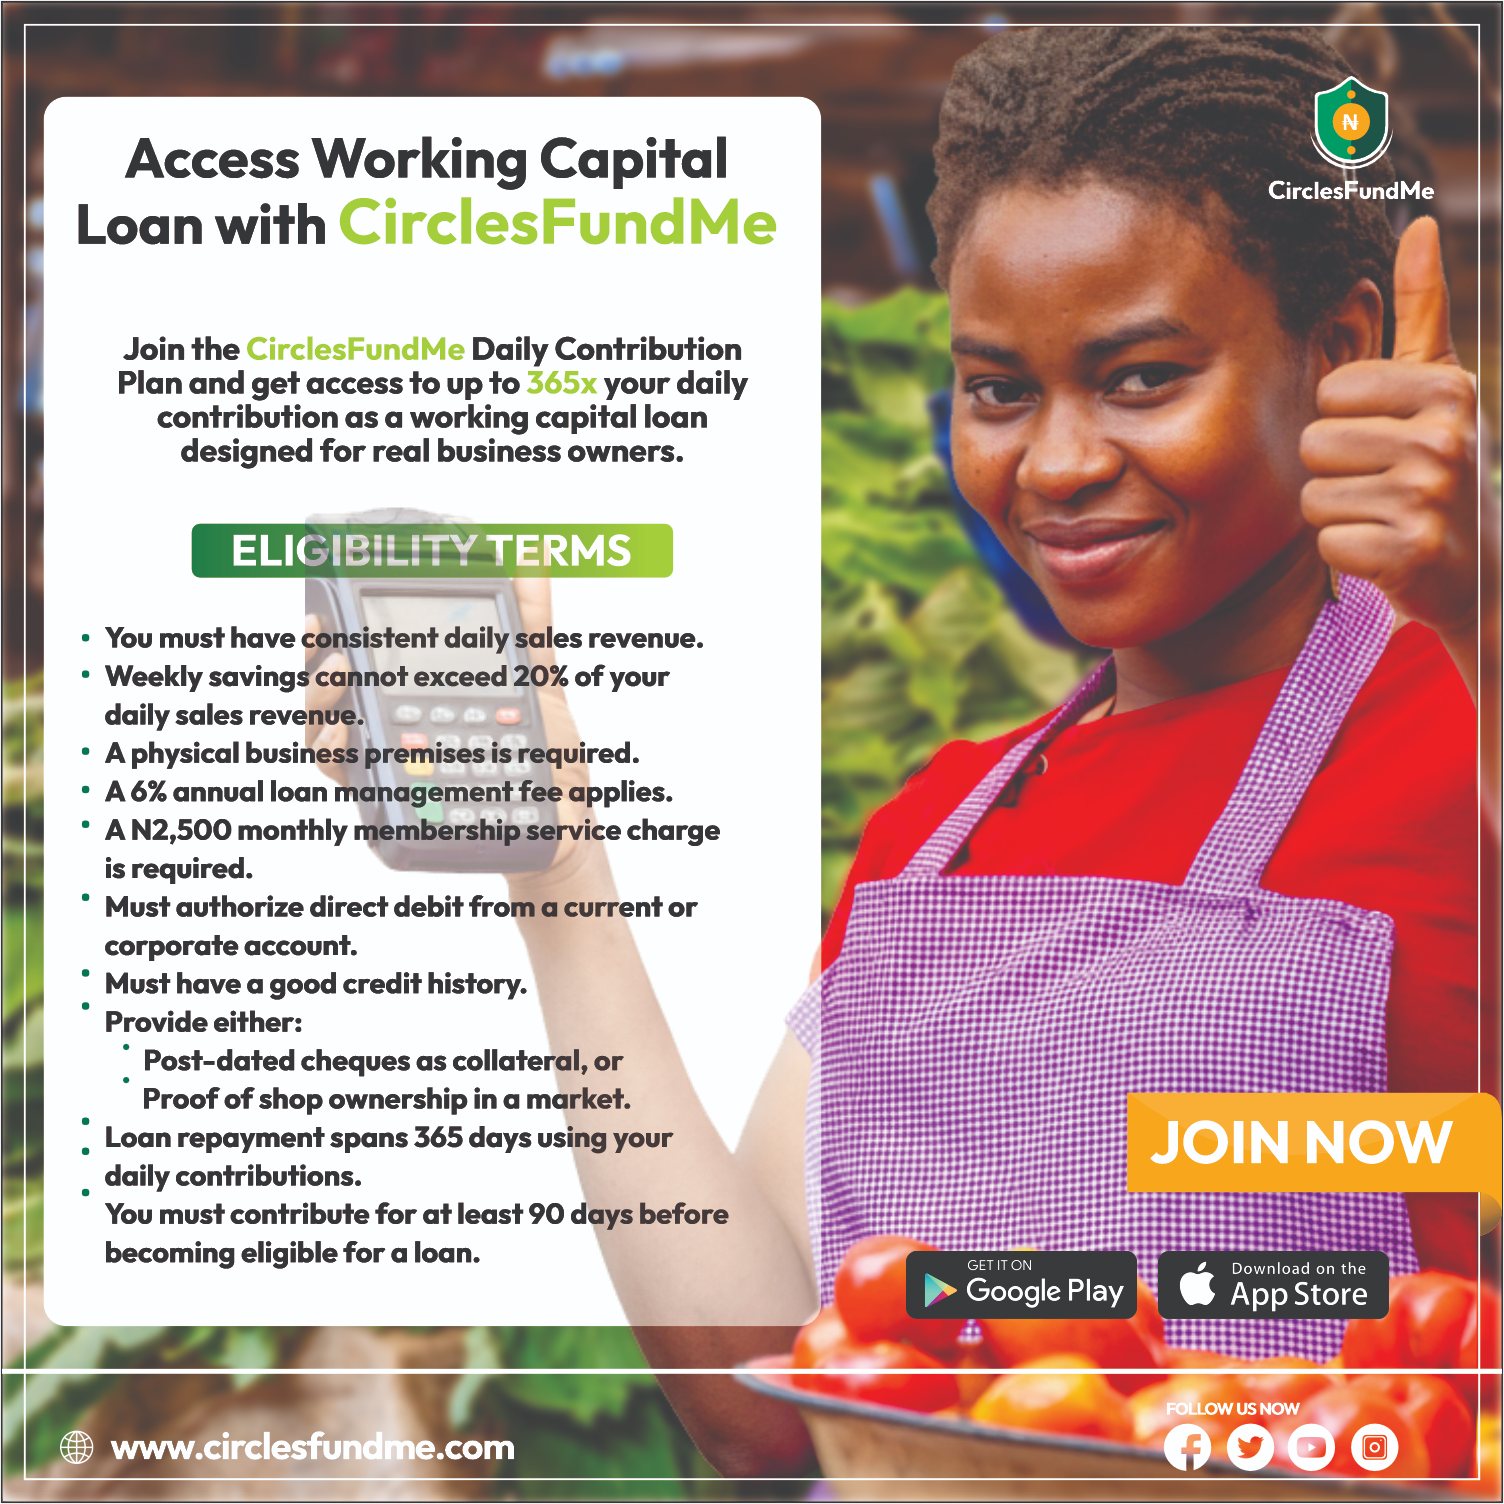 Access Working Capital
Loan with CirclesFundMe
₦
CirclesFundMe
Join the CirclesFundMe Daily Contribution
Plan and get access to up to 365x your daily
contribution as a working capital loan
designed for real business owners.
ELIGIBILITY TERMS
• You must have consistent daily sales revenue.
• Weekly savings cannot exceed 20% of your
daily sales revenue.
• A physical business premises is required.
• A 6% annual loan management fee applies.
• A N2,500 monthly membership service charge
is required.
• Must authorize direct debit from a current or
corporate account.
• Must have a good credit history.
• Provide either:
• Post-dated cheques as collateral, or
• Proof of shop ownership in a market.
• Loan repayment spans 365 days using your
• daily contributions.
• You must contribute for at least 90 days before
becoming eligible for a loan.
JOIN NOW
GET IT ON
Google Play
Download on the
App Store
FOLLOW US NOW
www.circlesfundme.com